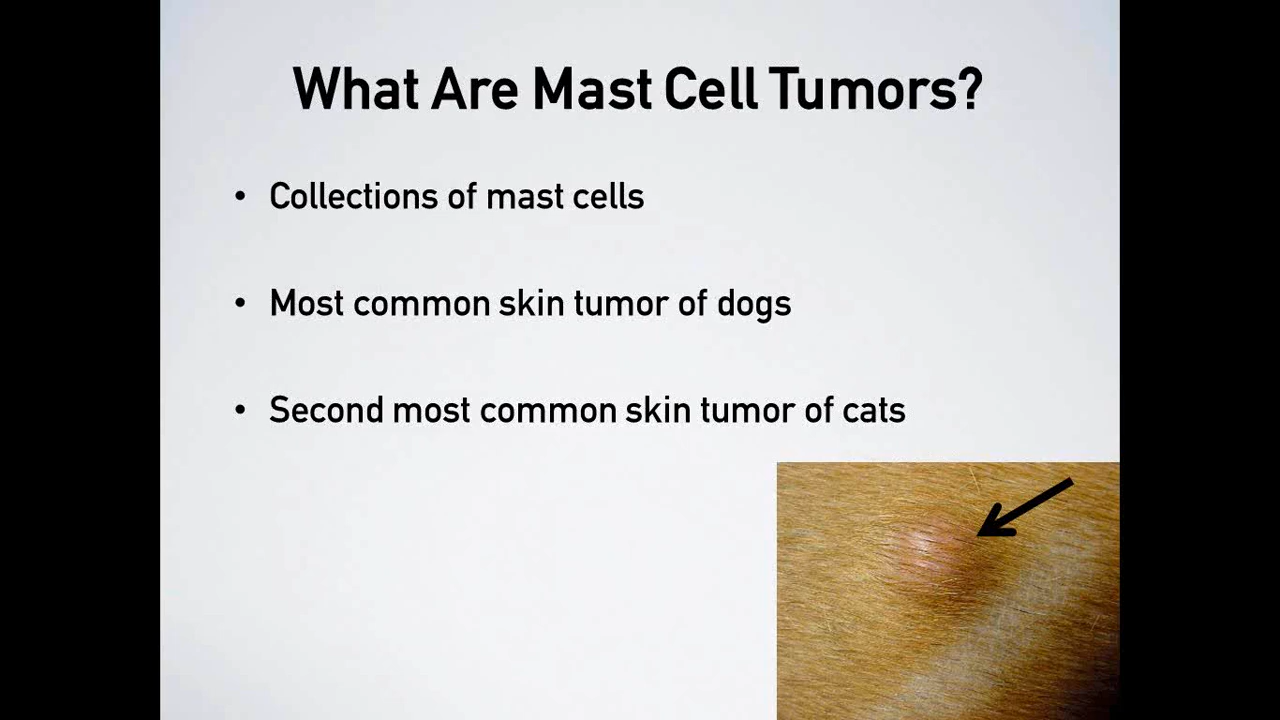 What Are Mast Cell Tumors?
• Collections of mast cells
• Most common skin tumor of dogs
• Second most common skin tumor of cats